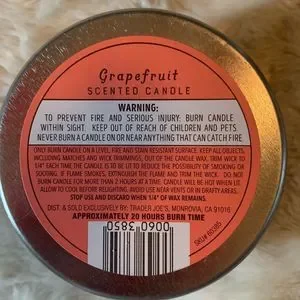 Grapefruit
SCENTED CANDLE
WARNING:
TO PREVENT FIRE AND SERIOUS INJURY. BURN CANDLE
WITHIN SIGHT. KEEP OUT OF REACH OF CHILDREN AND PETS
NEVER BURN A CANDLE ON OR NEAR ANYTHING THAT CAN CATCH FIRE
ONLY BURN CANDLE ON A LEVEL, FIRE AND STAIN RESISTANT SURFACE. KEEP ALL OBJECTS,
INCLUDING MATCHES AND WICK TRIMMINGS, OUT OF THE CANDLE WAX. TRIM WICK TO
1/4" EACH TIME THE CANDLE IS TO BE LIT TO REDUCE THE POSSIBILITY OF SMOKING OR
SOOTING. IF FLAME SMOKES, EXTINGUISH THE FLAME AND TRIM THE WICK. DO NOT
BURN CANDLE FOR MORE THAN 2 HOURS AT A TIME. CANDLE WILL BE HOT WHEN LIT.
ALLOW TO COOL BEFORE RELIGHTING. AVOID USE NEAR VENTS OR IN DRAFTY AREAS.
STOP USE AND DISCARD WHEN 1/4" OF WAX REMAINS.
DIST. & SOLD EXCLUSIVELY BY: TRADER JOE'S, MONROVIA, CA 91016
APPROXIMATELY 20 HOURS BURN TIME
0060 3850
SKU#